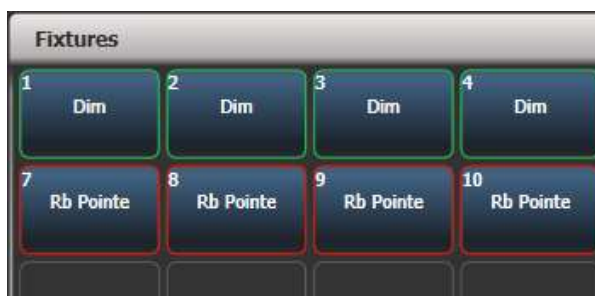 Fixtures
1 2 3 4
Dim Dim Dim Dim
7 8 9 10
Rb Pointe Rb Pointe Rb Pointe Rb Pointe